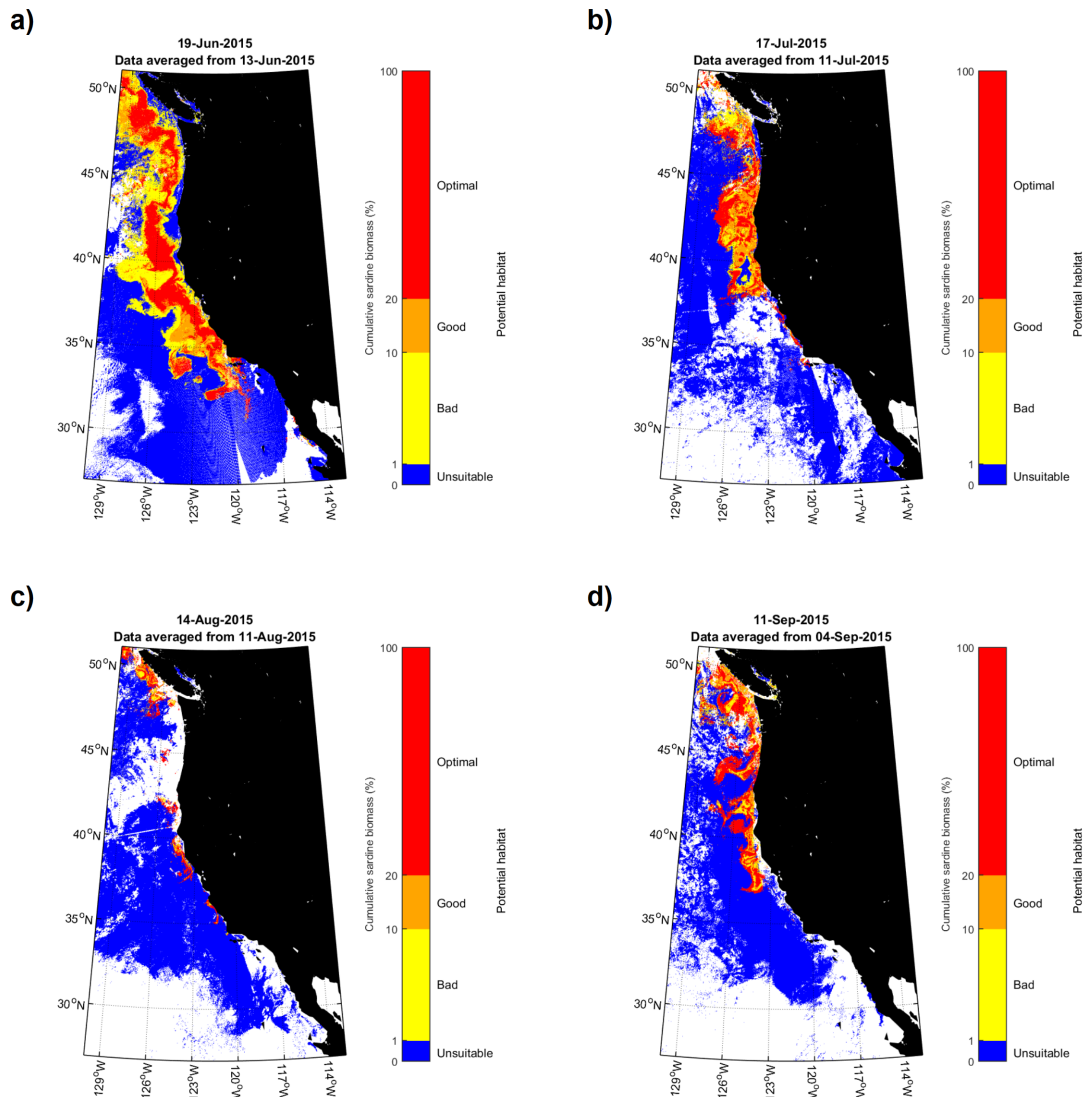 a)
19-Jun-2015
Data averaged from 13-Jun-2015
50°N
45°N
40°N
35°N
30°N
129°W
126°W
123°W
120°W
117°W
114°W
100
20
10
1
0
Cumulative sardine biomass (%)
Optimal
Good
Bad
Unsuitable
Potential habitat
b)
17-Jul-2015
Data averaged from 11-Jul-2015
50°N
45°N
40°N
35°N
30°N
129°W
126°W
123°W
120°W
117°W
114°W
100
20
10
1
0
Cumulative sardine biomass (%)
Optimal
Good
Bad
Unsuitable
Potential habitat
c)
14-Aug-2015
Data averaged from 11-Aug-2015
50°N
45°N
40°N
35°N
30°N
129°W
126°W
123°W
120°W
117°W
114°W
100
20
10
1
0
Cumulative sardine biomass (%)
Optimal
Good
Bad
Unsuitable
Potential habitat
d)
11-Sep-2015
Data averaged from 04-Sep-2015
50°N
45°N
40°N
35°N
30°N
129°W
126°W
123°W
120°W
117°W
114°W
100
20
10
1
0
Cumulative sardine biomass (%)
Optimal
Good
Bad
Unsuitable
Potential habitat